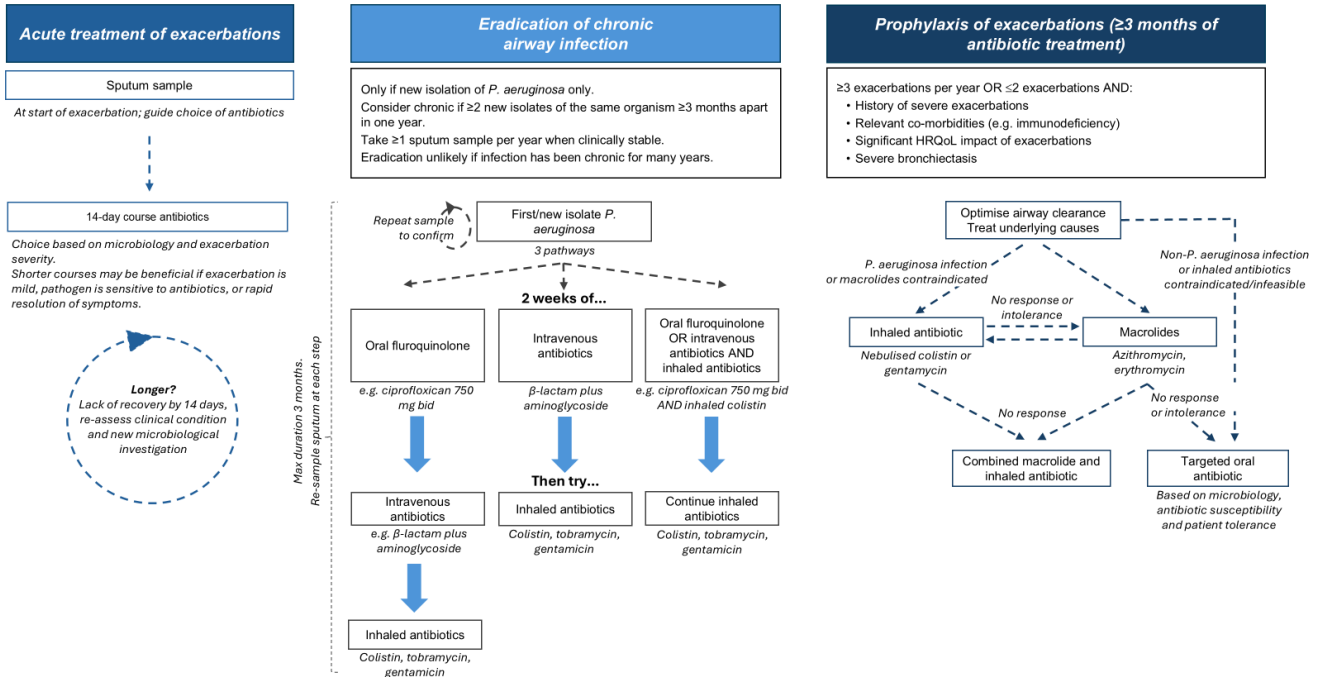 Acute treatment of exacerbations
Sputum sample
At start of exacerbation; guide choice of antibiotics
14-day course antibiotics
Choice based on microbiology and exacerbation
severity.
Shorter courses may be beneficial if exacerbation is
mild, pathogen is sensitive to antibiotics, or rapid
resolution of symptoms.
Longer?
Lack of recovery by 14 days,
re-assess clinical condition
and new microbiological
investigation
Eradication of chronic
airway infection
Only if new isolation of P. aeruginosa only.
Consider chronic if ≥2 new isolates of the same organism ≥3 months apart
in one year.
Take ≥1 sputum sample per year when clinically stable.
Eradication unlikely if infection has been chronic for many years.
Max duration 3 months.
Re-sample sputum at each step
Repeat sample
to confirm
First/new isolate P.
aeruginosa
3 pathways
2 weeks of...
Oral fluroquinolone
e.g. ciprofloxican 750
mg bid
Intravenous
antibiotics
β-lactam plus
aminoglycoside
Oral fluroquinolone
OR intravenous
antibiotics AND
inhaled antibiotics
e.g. ciprofloxican 750 mg bid
AND inhaled colistin
Then try...
Intravenous
antibiotics
e.g. β-lactam plus
aminoglycoside
Inhaled antibiotics
Colistin, tobramycin,
gentamicin
Continue inhaled
antibiotics
Colistin, tobramycin,
gentamicin
Inhaled antibiotics
Colistin, tobramycin,
gentamicin
Prophylaxis of exacerbations (≥3 months of
antibiotic treatment)
≥3 exacerbations per year OR ≤2 exacerbations AND:
• History of severe exacerbations
• Relevant co-morbidities (e.g. immunodeficiency)
• Significant HRQoL impact of exacerbations
• Severe bronchiectasis
Optimise airway clearance
Treat underlying causes
P. aeruginosa infection
or macrolides contraindicated
Non-P. aeruginosa infection
or inhaled antibiotics
contraindicated/infeasible
No response or
intolerance
Inhaled antibiotic
Nebulised colistin or
gentamycin
Macrolides
Azithromycin,
erythromycin
No response
No response
or intolerance
Combined macrolide and
inhaled antibiotic
Targeted oral
antibiotic
Based on microbiology,
antibiotic susceptibility
and patient tolerance